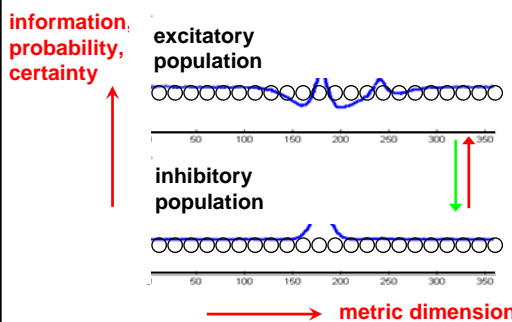 information,
probability,
certainty
excitatory
population
50 100 150 200 250 300 350
inhibitory
population
50 100 150 200 250 300 350
metric dimension